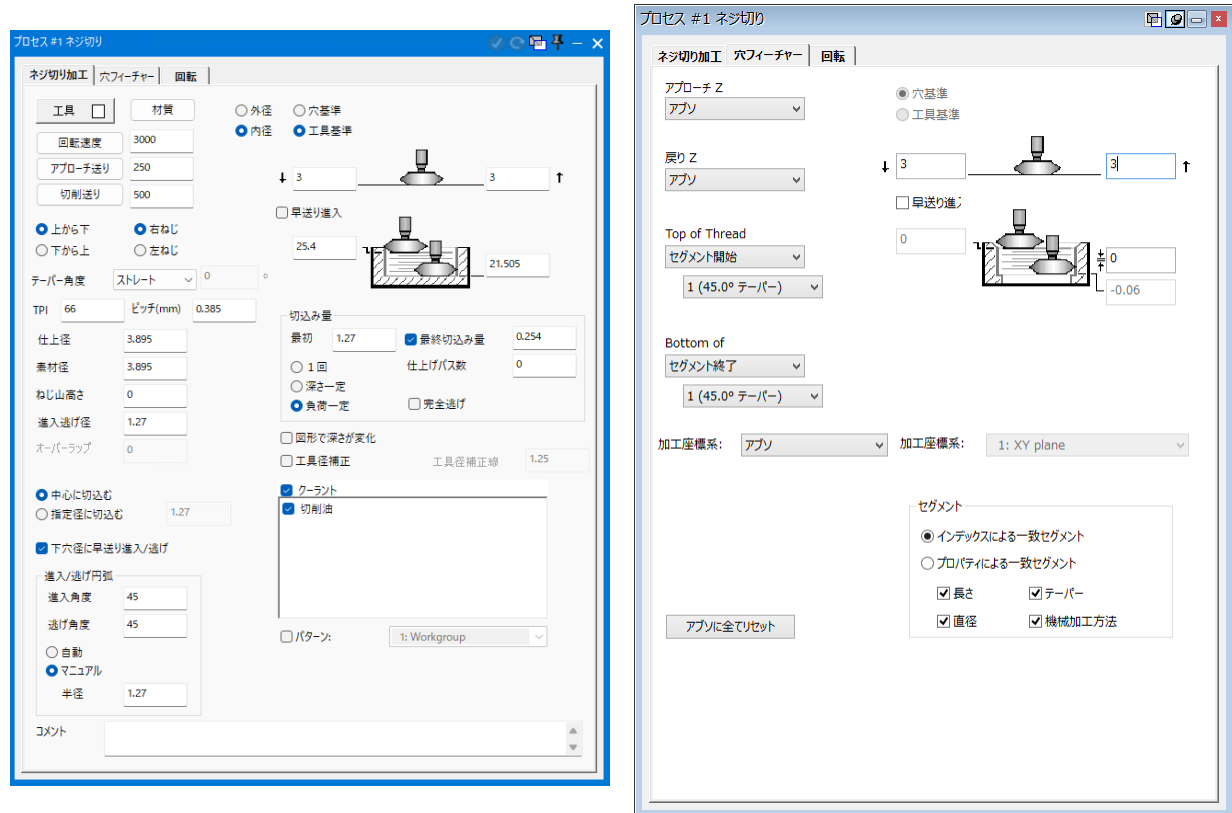 プロセス #1 ネジ切り
ネジ切り加工 穴フィーチャー 回転
工具 材質
外径 穴基準
内径 工具基準
回転速度 3000
アプローチ送り 250
切削送り 500
3 3
早送り進入
25.4
21.505
上から下 右ねじ
下から上 左ねじ
テーパー角度 ストレート 0 °
TPI 66 ピッチ(mm) 0.385
仕上径 3.895
素材径 3.895
ねじ山高さ 0
進入逃げ径 1.27
オーバーラップ 0
切込み量
最初 1.27 最終切込み量 0.254
1回 仕上げパス数 0
深さ一定
負荷一定 完全逃げ
図形で深さが変化
工具径補正 工具径補正線 1.25
中心に切込む
指定径に切込む 1.27
下穴径に早送り進入/逃げ
クーラント
切削油
進入/逃げ円弧
進入角度 45
逃げ角度 45
自動
マニュアル
半径 1.27
パターン: 1: Workgroup
コメント
プロセス #1 ネジ切り
ネジ切り加工 穴フィーチャー 回転
アプローチ Z
アブソ
穴基準
工具基準
戻り Z
アブソ
3 3
早送り進入
0
0
-0.06
Top of Thread
セグメント開始
1 (45.0° テーパー)
Bottom of
セグメント終了
1 (45.0° テーパー)
加工座標系: アブソ 加工座標系: 1: XY plane
セグメント
インデックスによる一致セグメント
プロパティによる一致セグメント
長さ テーパー
直径 機械加工方法
アブソに全てリセット